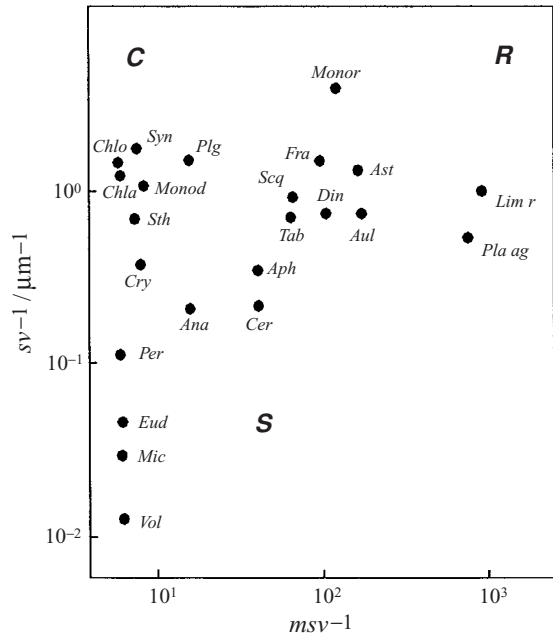 C
R
Monor
Chlo
Syn
Plg
Fra
Ast
Chla
Monod
Scq
Din
Lim r
10⁰
Sth
Tab
Aul
Pla ag
Cry
Aph
Ana
Cer
sv⁻¹ / μm⁻¹
10⁻¹
Per
Eud
S
Mic
Vol
10⁻²
10¹
10²
10³
msv⁻¹